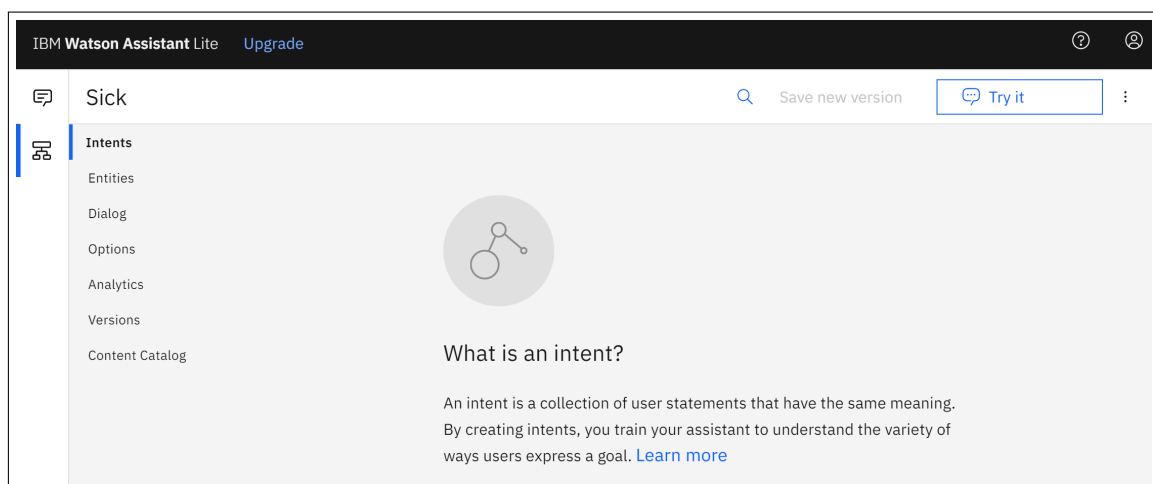 IBM Watson Assistant Lite Upgrade
Sick Save new version Try it
Intents
Entities
Dialog
Options
Analytics
Versions
Content Catalog
What is an intent?
An intent is a collection of user statements that have the same meaning.
By creating intents, you train your assistant to understand the variety of
ways users express a goal. Learn more